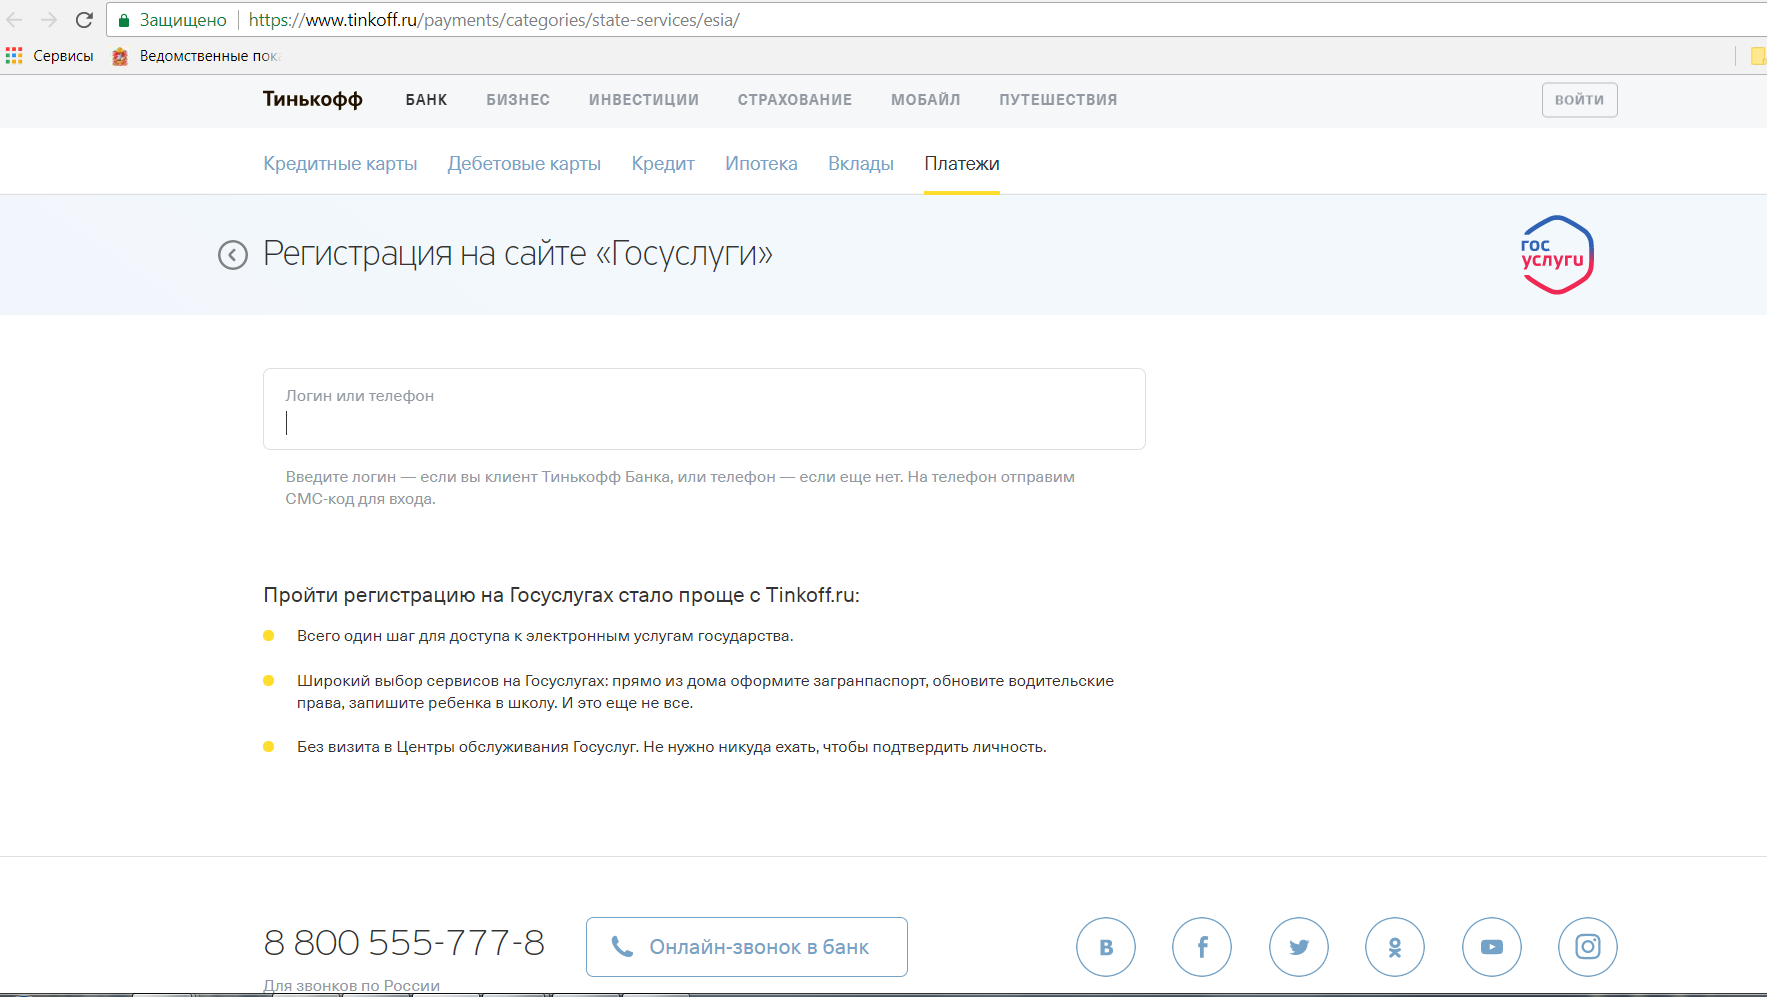 Защищено https://www.tinkoff.ru/payments/categories/state-services/esia/
Сервисы Ведомственные пок
Тинькофф БАНК БИЗНЕС ИНВЕСТИЦИИ СТРАХОВАНИЕ МОБАЙЛ ПУТЕШЕСТВИЯ ВОЙТИ
Кредитные карты Дебетовые карты Кредит Ипотека Вклады Платежи
Регистрация на сайте «Госуслуги»
гос
услуги
Логин или телефон
Введите логин — если вы клиент Тинькофф Банка, или телефон — если еще нет. На телефон отправим
СМС-код для входа.
Пройти регистрацию на Госуслугах стало проще с Tinkoff.ru:
Всего один шаг для доступа к электронным услугам государства.
Широкий выбор сервисов на Госуслугах: прямо из дома оформите загранпаспорт, обновите водительские
права, запишите ребенка в школу. И это еще не все.
Без визита в Центры обслуживания Госуслуг. Не нужно никуда ехать, чтобы подтвердить личность.
8 800 555-777-8 Онлайн-звонок в банк
Для звонков по России